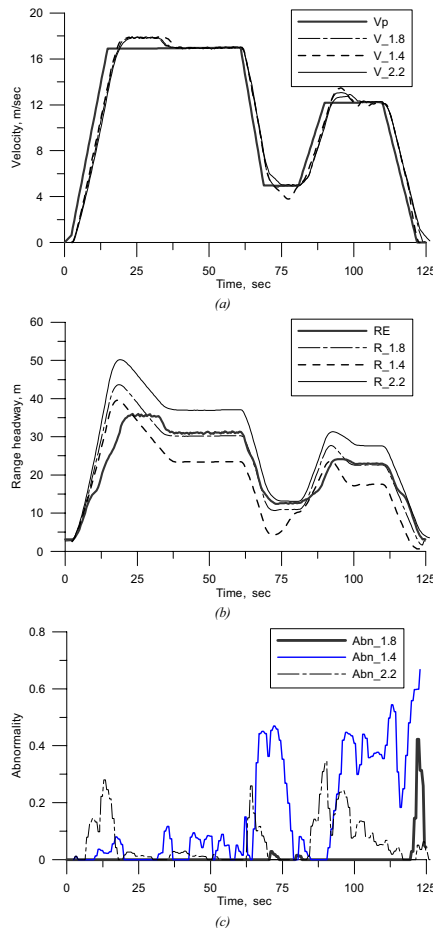 20
16
12
8
4
0
Velocity, m/sec
Vp
V_1.8
V_1.4
V_2.2
0 25 50 75 100 125
Time, sec
(a)
60
50
40
30
20
10
0
Range headway, m
RE
R_1.8
R_1.4
R_2.2
0 25 50 75 100 125
Time, sec
(b)
0.8
0.6
0.4
0.2
0
Abnormality
Abn_1.8
Abn_1.4
Abn_2.2
0 25 50 75 100 125
Time, sec
(c)